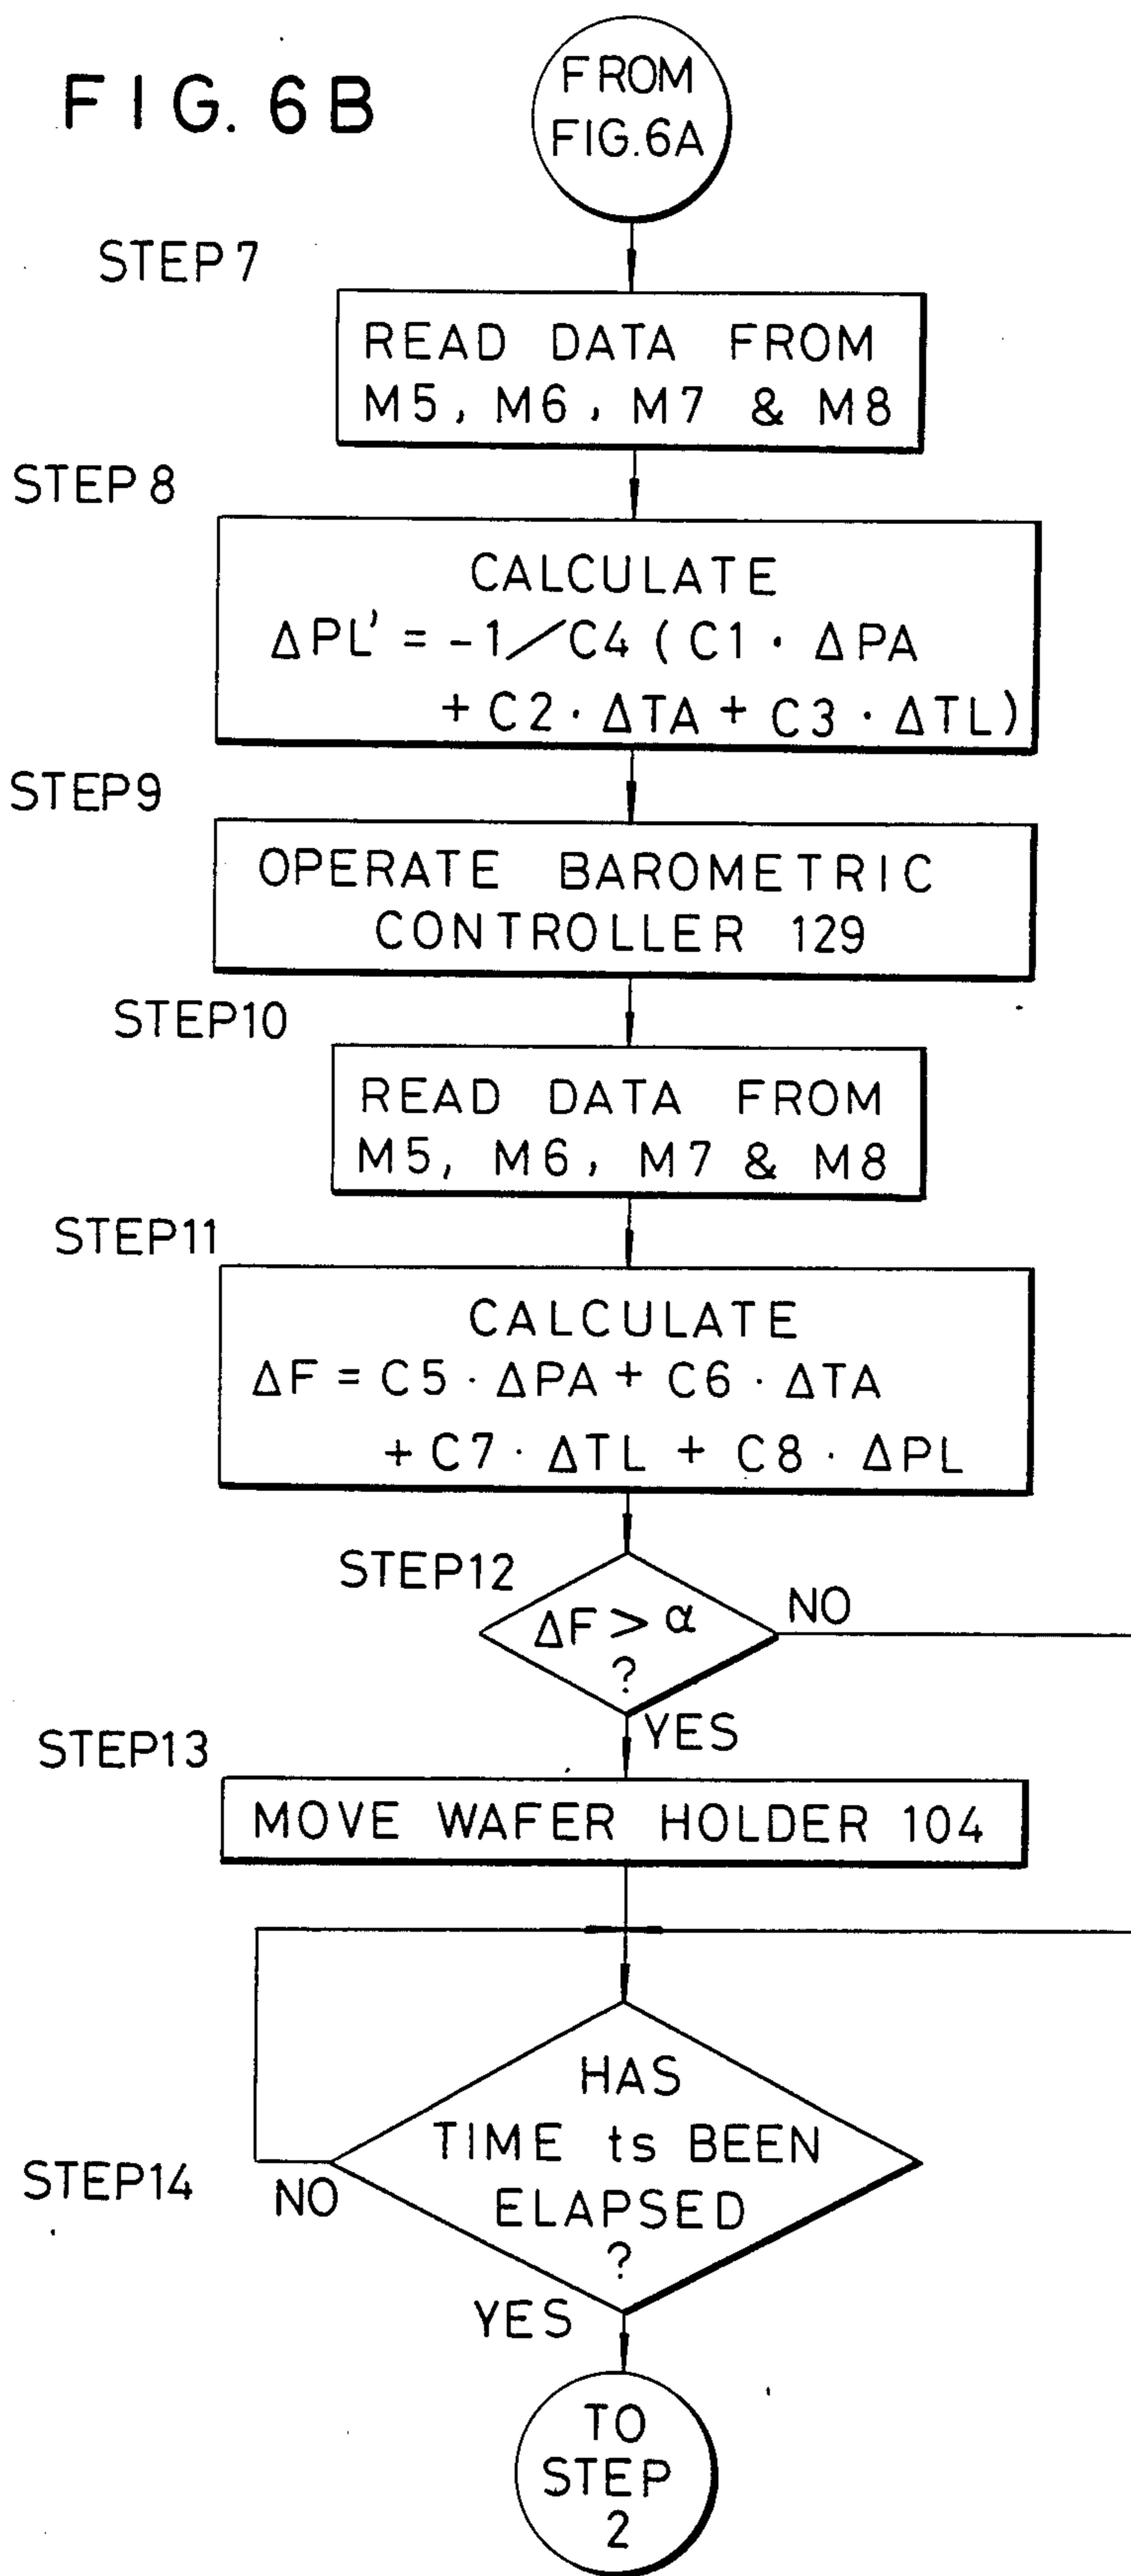 FIG. 6B
FROM
FIG.6A
STEP 7
READ DATA FROM
M5, M6, M7 & M8
STEP 8
CALCULATE
ΔPL' = -1/C4 (C1 · ΔPA
+ C2 · ΔTA + C3 · ΔTL)
STEP9
OPERATE BAROMETRIC
CONTROLLER 129
STEP10
READ DATA FROM
M5, M6, M7 & M8
STEP11
CALCULATE
ΔF = C5 · ΔPA + C6 · ΔTA
+ C7 · ΔTL + C8 · ΔPL
STEP12
ΔF > α
?
NO
YES
STEP13
MOVE WAFER HOLDER 104
HAS
TIME ts BEEN
ELAPSED
?
STEP14
NO
YES
TO
STEP
2